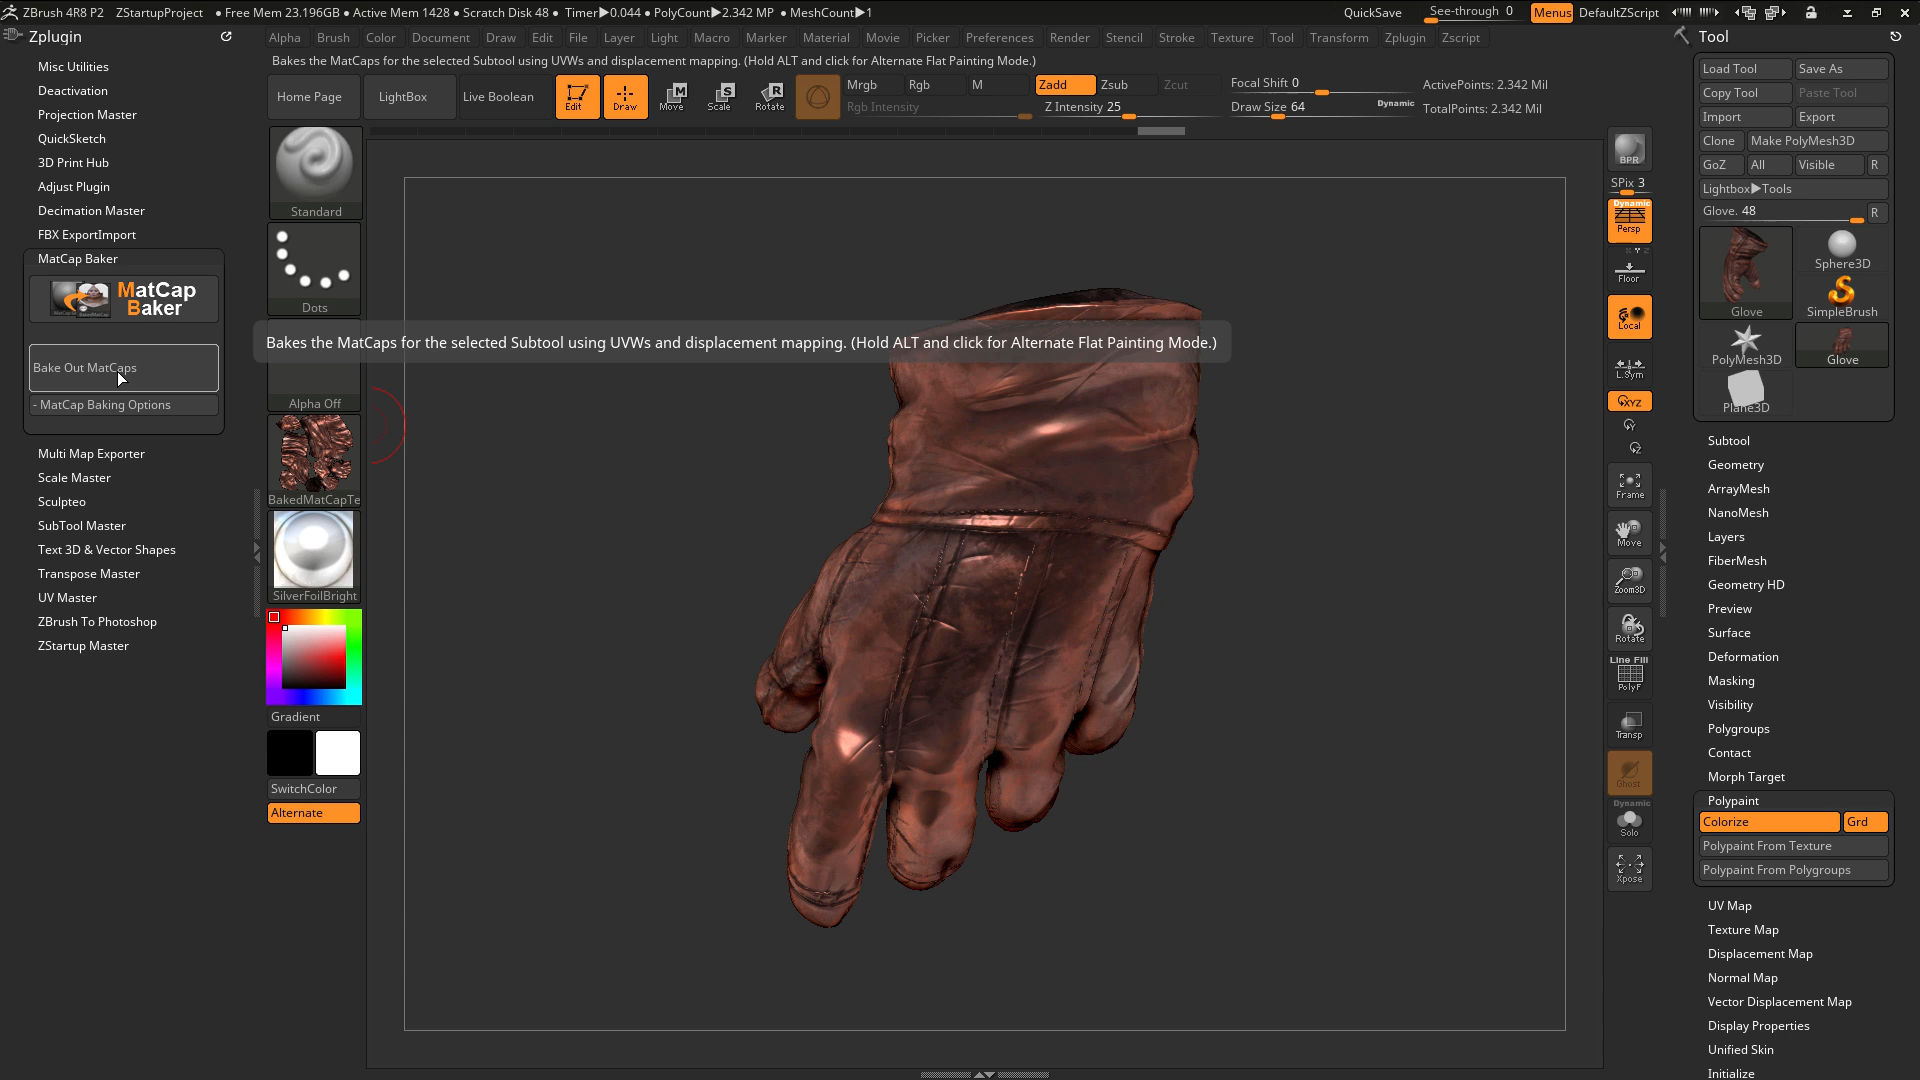 ZBrush 4R8 P2 ZStartupProject ● Free Mem 23.196GB ● Active Mem 1428 ● Scratch Disk 48 ● Timer▶0.044 ● PolyCount▶2.342 MP ● MeshCount▶1 QuickSave See-through 0 Menus DefaultZScript
Zplugin
Alpha Brush Color Document Draw Edit File Layer Light Macro Marker Material Movie Picker Preferences Render Stencil Stroke Texture Tool Transform Zplugin Zscript
Bakes the MatCaps for the selected Subtool using UVWs and displacement mapping. (Hold ALT and click for Alternate Flat Painting Mode.)
Home Page LightBox Live Boolean Edit Draw Move Scale Rotate
Mrgb Rgb M Zadd Zsub Zcut Focal Shift 0 ActivePoints: 2.342 Mil
Rgb Intensity Z Intensity 25 Draw Size 64 Dynamic TotalPoints: 2.342 Mil
Misc Utilities
Deactivation
Projection Master
QuickSketch
3D Print Hub
Adjust Plugin
Decimation Master
FBX ExportImport
MatCap Baker
MatCap
Baker
Bake Out MatCaps
- MatCap Baking Options
Multi Map Exporter
Scale Master
Sculpteo
SubTool Master
Text 3D & Vector Shapes
Transpose Master
UV Master
ZBrush To Photoshop
ZStartup Master
Standard
Dots
Bakes the MatCaps for the selected Subtool using UVWs and displacement mapping. (Hold ALT and click for Alternate Flat Painting Mode.)
Alpha Off
BakedMatCapTe
SilverFoilBright
Gradient
SwitchColor
Alternate
BPR
SPix 3
Dynamic
Persp
Floor
Local
L.Sym
XYZ
Frame
Move
Zoom3D
Rotate
Line Fill
PolyF
Transp
Ghost
Dynamic
Solo
Xpose
Tool
Load Tool Save As
Copy Tool Paste Tool
Import Export
Clone Make PolyMesh3D
GoZ All Visible R
Lightbox▶Tools
Glove. 48 R
Sphere3D
Glove SimpleBrush
PolyMesh3D Glove
Plane3D
Subtool
Geometry
ArrayMesh
NanoMesh
Layers
FiberMesh
Geometry HD
Preview
Surface
Deformation
Masking
Visibility
Polygroups
Contact
Morph Target
Polypaint
Colorize Grd
Polypaint From Texture
Polypaint From Polygroups
UV Map
Texture Map
Displacement Map
Normal Map
Vector Displacement Map
Display Properties
Unified Skin
Initialize